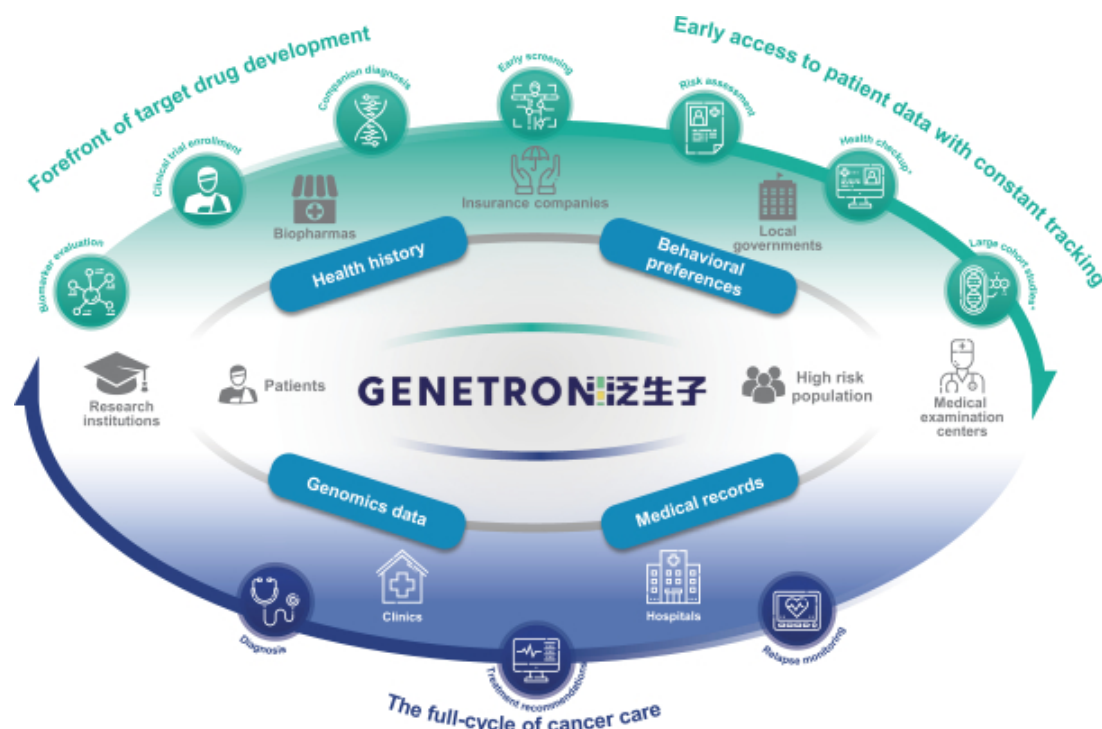 Forefront of target drug development
Early access to patient data with constant tracking
Biomarker evaluation
Clinical trial enrollment
Companion diagnosis
Early screening
Risk assessment
Health checkup*
Large cohort studies*
Biopharmas
Insurance companies
Local
governments
Health history
Behavioral
preferences
Research
institutions
Patients
GENETRON泛生子
High risk
population
Medical
examination
centers
Genomics data
Medical records
Clinics
Hospitals
Diagnosis
Treatment recommendations
Relapse monitoring
The full-cycle of cancer care